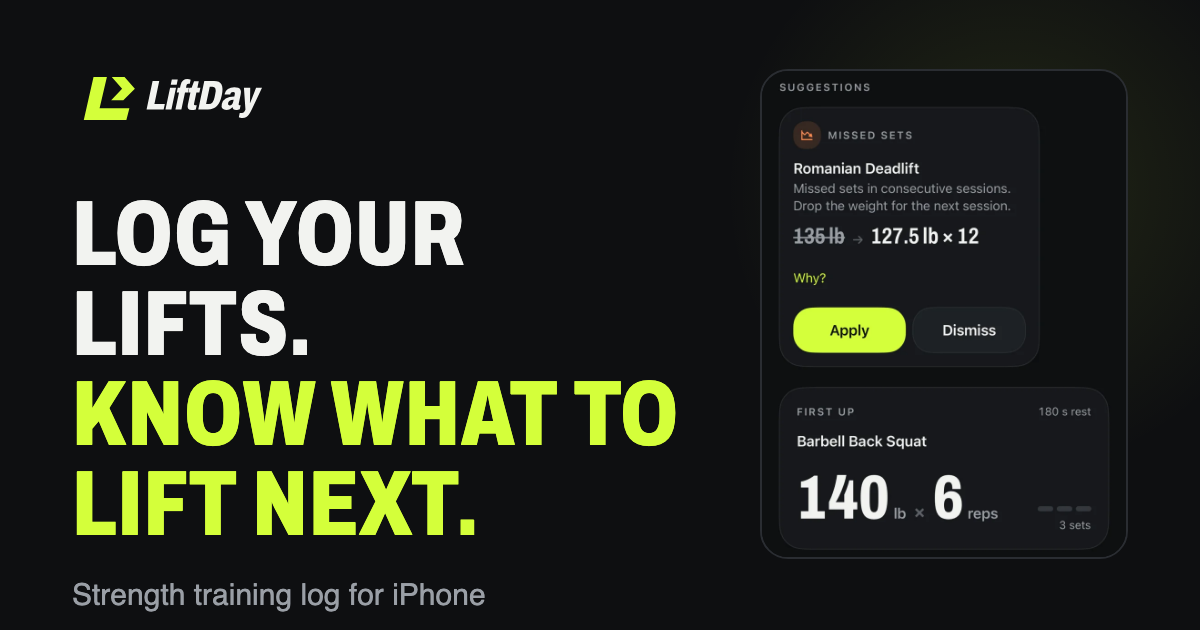 LiftDay
LOG YOUR
LIFTS.
KNOW WHAT TO
LIFT NEXT.
Strength training log for iPhone
SUGGESTIONS
MISSED SETS
Romanian Deadlift
Missed sets in consecutive sessions.
Drop the weight for the next session.
135 lb → 127.5 lb × 12
Why?
Apply Dismiss
FIRST UP 180 s rest
Barbell Back Squat
140 lb × 6 reps
3 sets